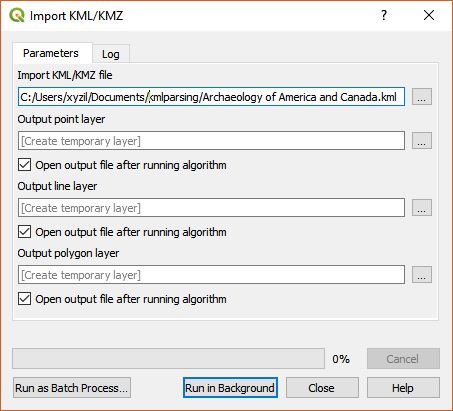 Import KML/KMZ
?
Parameters
Log
Import KML/KMZ file
C:/Users/xyzil/Documents/kmlparsing/Archaeology of America and Canada.kml
...
Output point layer
[Create temporary layer]
...
Open output file after running algorithm
Output line layer
[Create temporary layer]
...
Open output file after running algorithm
Output polygon layer
[Create temporary layer]
...
Open output file after running algorithm
0%
Cancel
Run as Batch Process...
Run in Background
Close
Help